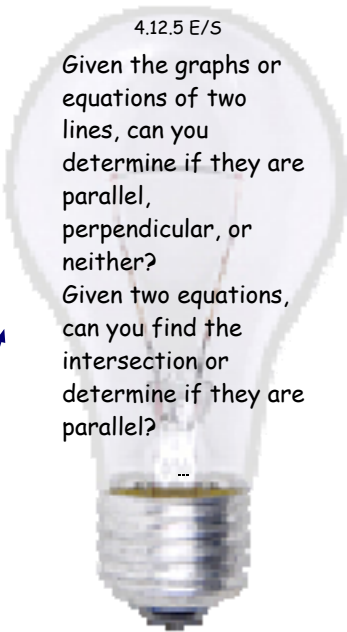 4.12.5 E/S
Given the graphs or
equations of two
lines, can you
determine if they are
parallel,
perpendicular, or
neither?
Given two equations,
can you find the
intersection or
determine if they are
parallel?
...